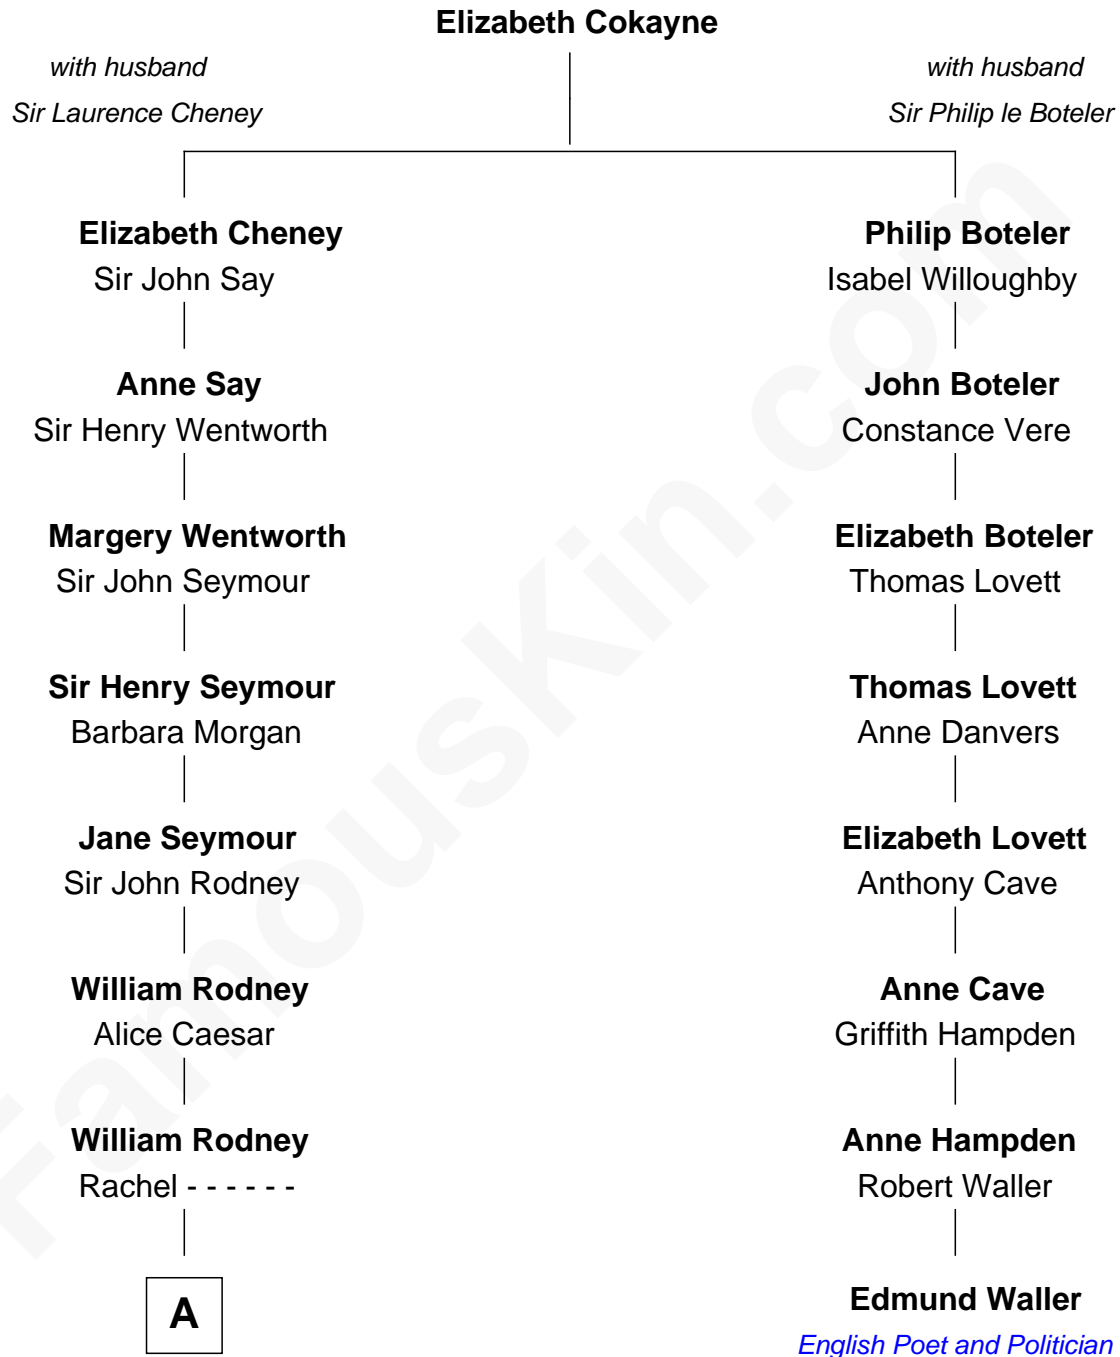 Elizabeth Cokayne
with husband
Sir Laurence Cheney
with husband
Sir Philip le Boteler
Elizabeth Cheney
Sir John Say
Philip Boteler
Isabel Willoughby
Anne Say
Sir Henry Wentworth
John Boteler
Constance Vere
Margery Wentworth
Sir John Seymour
Elizabeth Boteler
Thomas Lovett
Sir Henry Seymour
Barbara Morgan
Thomas Lovett
Anne Danvers
Jane Seymour
Sir John Rodney
Elizabeth Lovett
Anthony Cave
William Rodney
Alice Caesar
Anne Cave
Griffith Hampden
William Rodney
Rachel - - - - - -
Anne Hampden
Robert Waller
A
Edmund Waller
English Poet and Politician
FamousKin.com